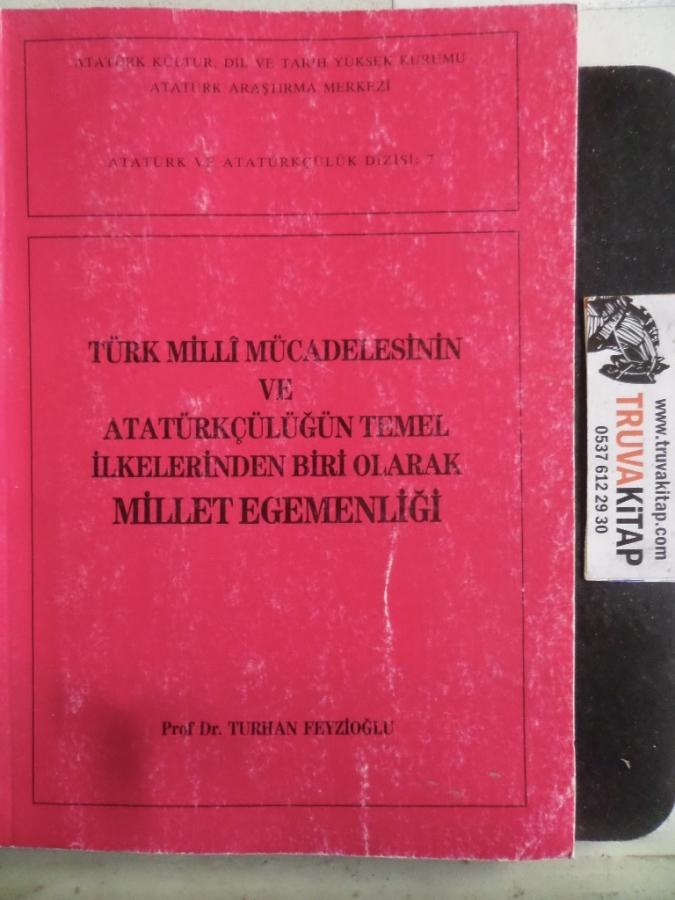 ATATÜRK KÜLTÜR, DİL VE TARİH YÜKSEK KURUMU
ATATÜRK ARAŞTIRMA MERKEZİ
ATATÜRK VE ATATÜRKÇÜLÜK DİZİSİ: 7
TÜRK MİLLÎ MÜCADELESİNİN
VE
ATATÜRKÇÜLÜĞÜN TEMEL
İLKELERİNDEN BİRİ OLARAK
MİLLET EGEMENLİĞİ
Prof Dr. TURHAN FEYZİOĞLU
www.truvakitap.com
TRUVAKİTAP
0537 612 29 30